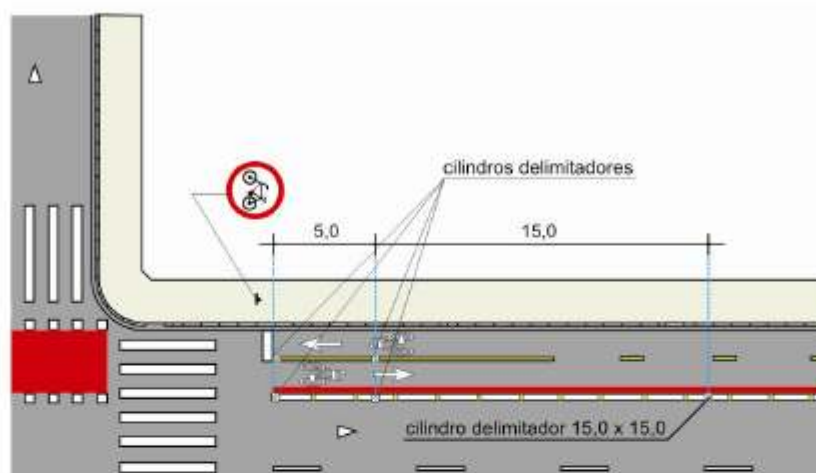 cilindros delimitadores
5,0
15,0
cilindro delimitador 15,0 x 15,0